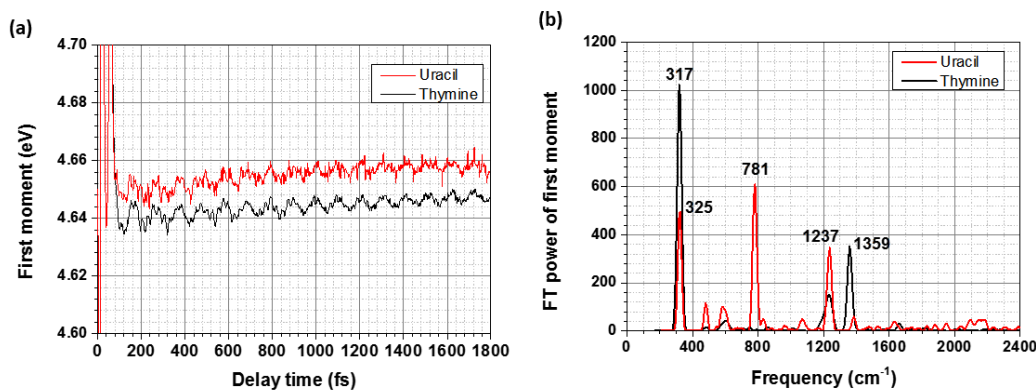 (a)
4.70
4.68
4.66
4.64
4.62
4.60
First moment (eV)
Uracil
Thymine
0 200 400 600 800 1000 1200 1400 1600 1800
Delay time (fs)
(b)
1200
1000
800
600
400
200
0
FT power of first moment
Uracil
Thymine
317
781
325
1237
1359
0 400 800 1200 1600 2000 2400
Frequency (cm⁻¹)